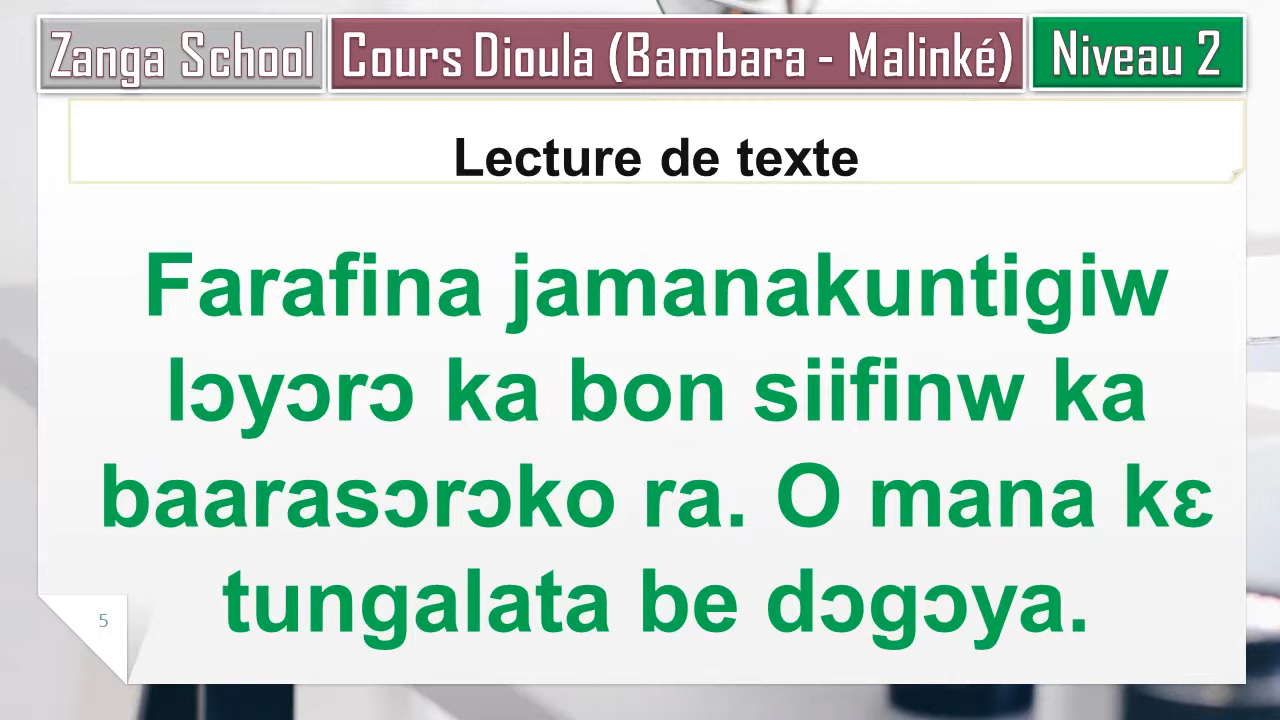 Zanga School
Cours Dioula (Bambara - Malinké)
Niveau 2
Lecture de texte
Farafina jamanakuntigiw
lɔyɔrɔ ka bon siifinw ka
baarasɔrɔko ra. O mana kɛ
tungalata be dɔgɔya.
5